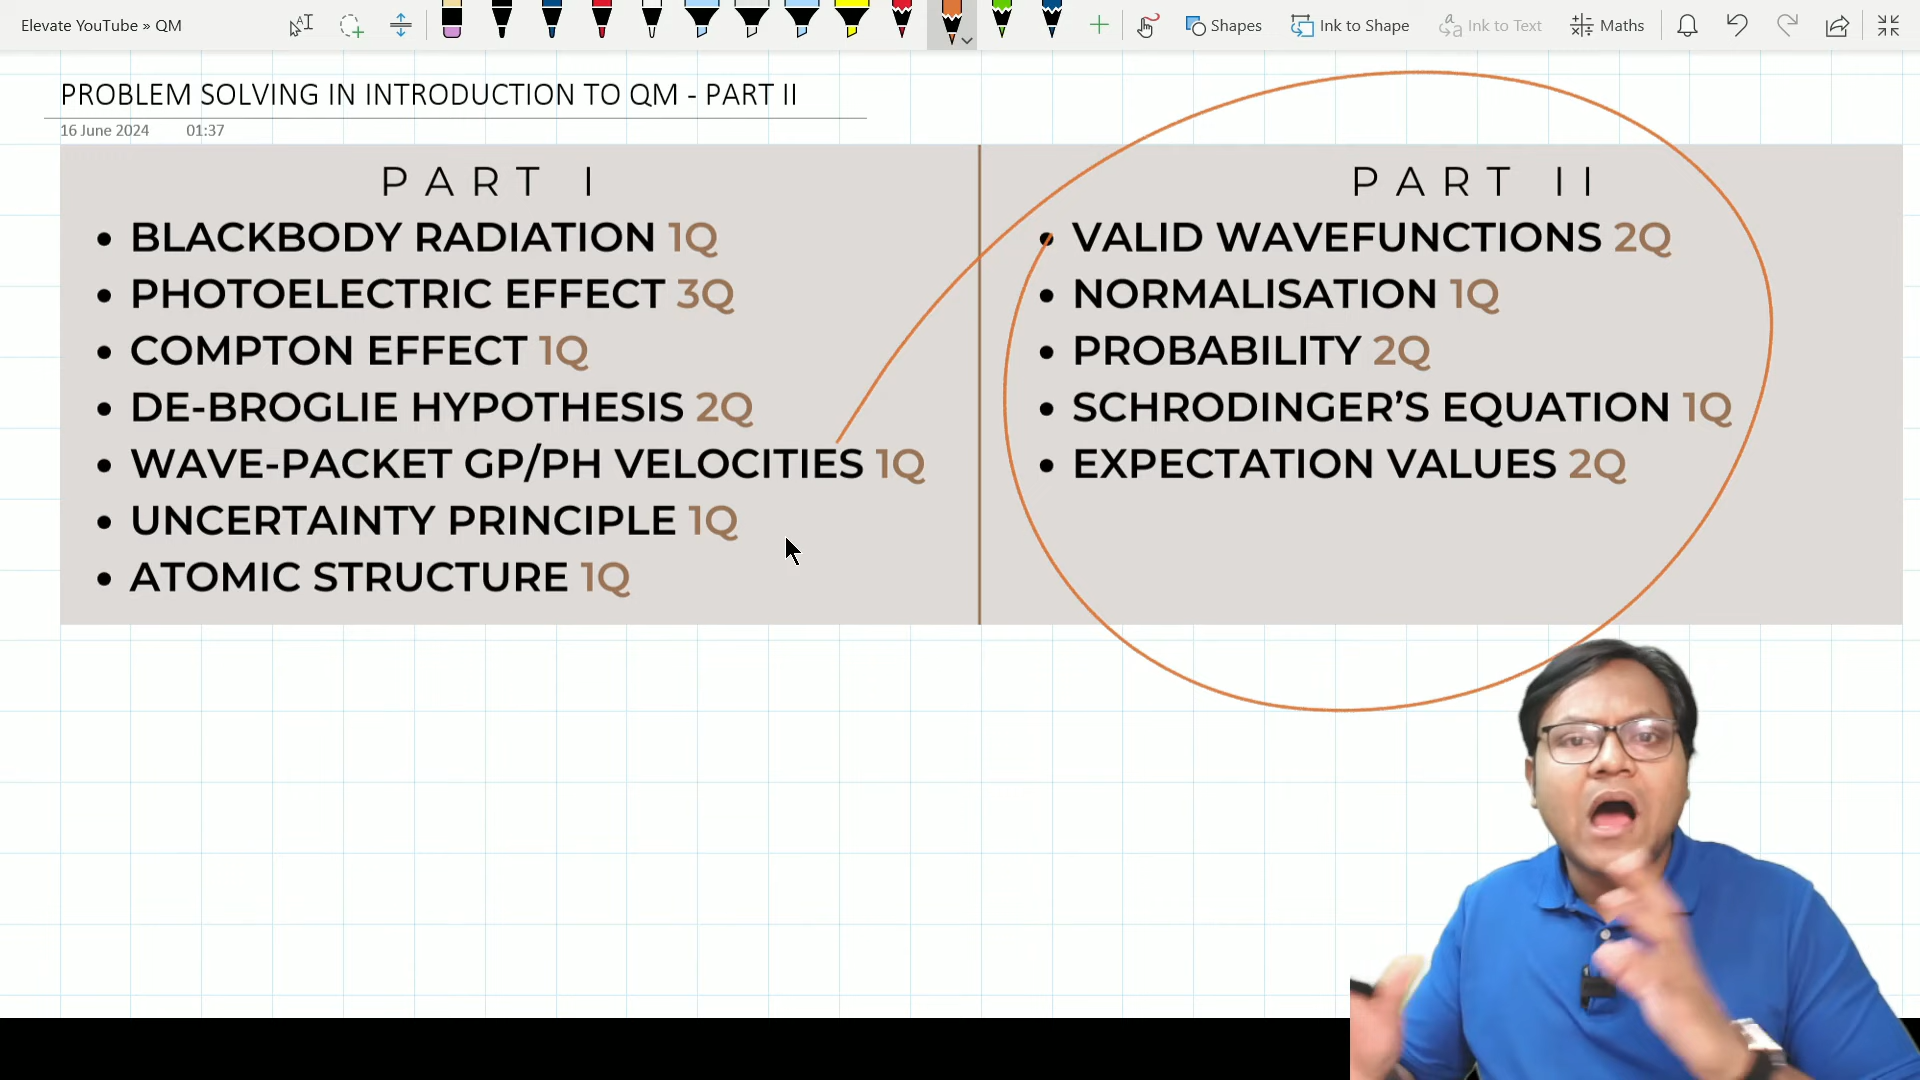 Elevate YouTube » QM
Shapes
Ink to Shape
Ink to Text
Maths
PROBLEM SOLVING IN INTRODUCTION TO QM - PART II
16 June 2024 01:37
PART I
• BLACKBODY RADIATION 1Q
• PHOTOELECTRIC EFFECT 3Q
• COMPTON EFFECT 1Q
• DE-BROGLIE HYPOTHESIS 2Q
• WAVE-PACKET GP/PH VELOCITIES 1Q
• UNCERTAINTY PRINCIPLE 1Q
• ATOMIC STRUCTURE 1Q
PART II
• VALID WAVEFUNCTIONS 2Q
• NORMALISATION 1Q
• PROBABILITY 2Q
• SCHRODINGER’S EQUATION 1Q
• EXPECTATION VALUES 2Q